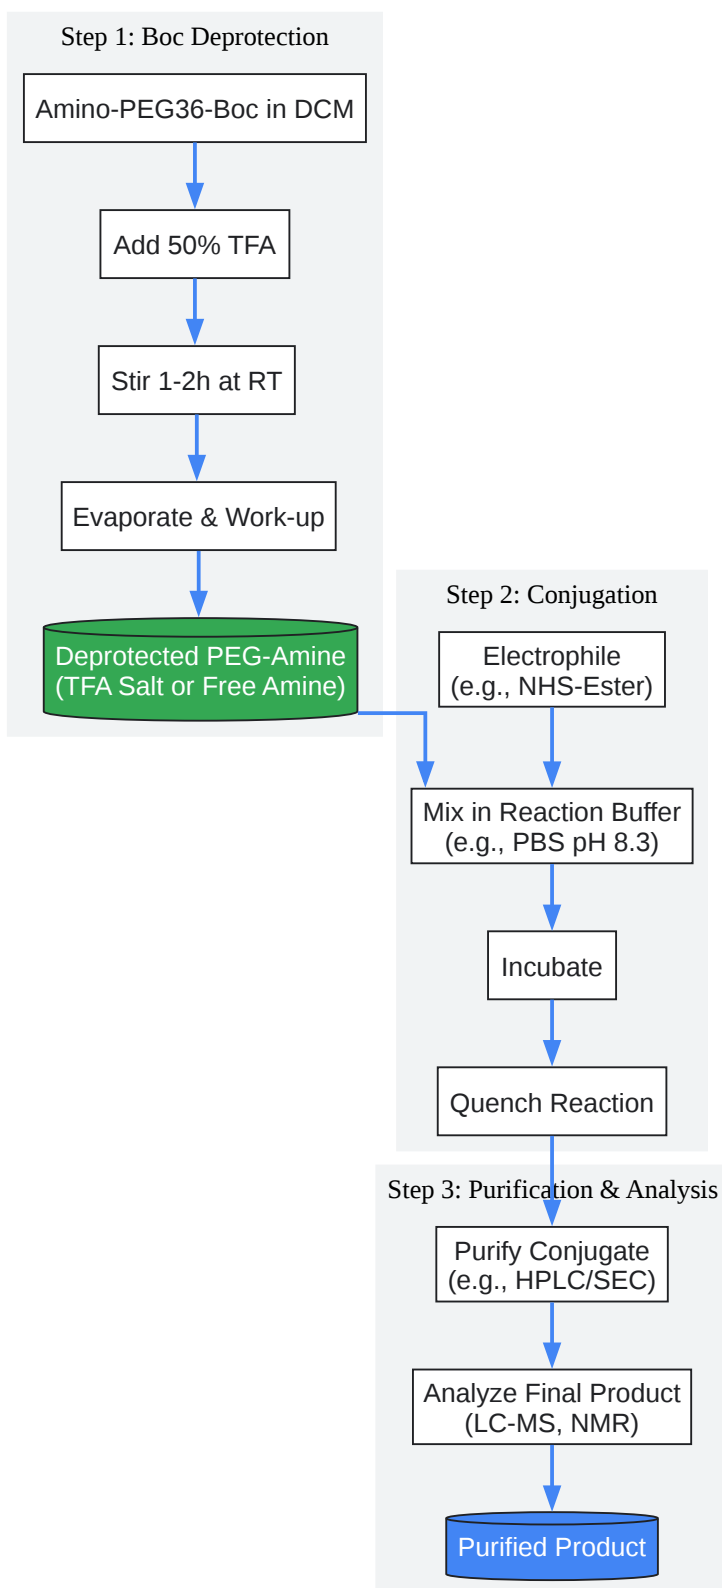 Step 1: Boc Deprotection
Amino-PEG36-Boc in DCM
Add 50% TFA
Stir 1-2h at RT
Evaporate & Work-up
Deprotected PEG-Amine
(TFA Salt or Free Amine)
Step 2: Conjugation
Electrophile
(e.g., NHS-Ester)
Mix in Reaction Buffer
(e.g., PBS pH 8.3)
Incubate
Quench Reaction
Step 3: Purification & Analysis
Purify Conjugate
(e.g., HPLC/SEC)
Analyze Final Product
(LC-MS, NMR)
Purified Product